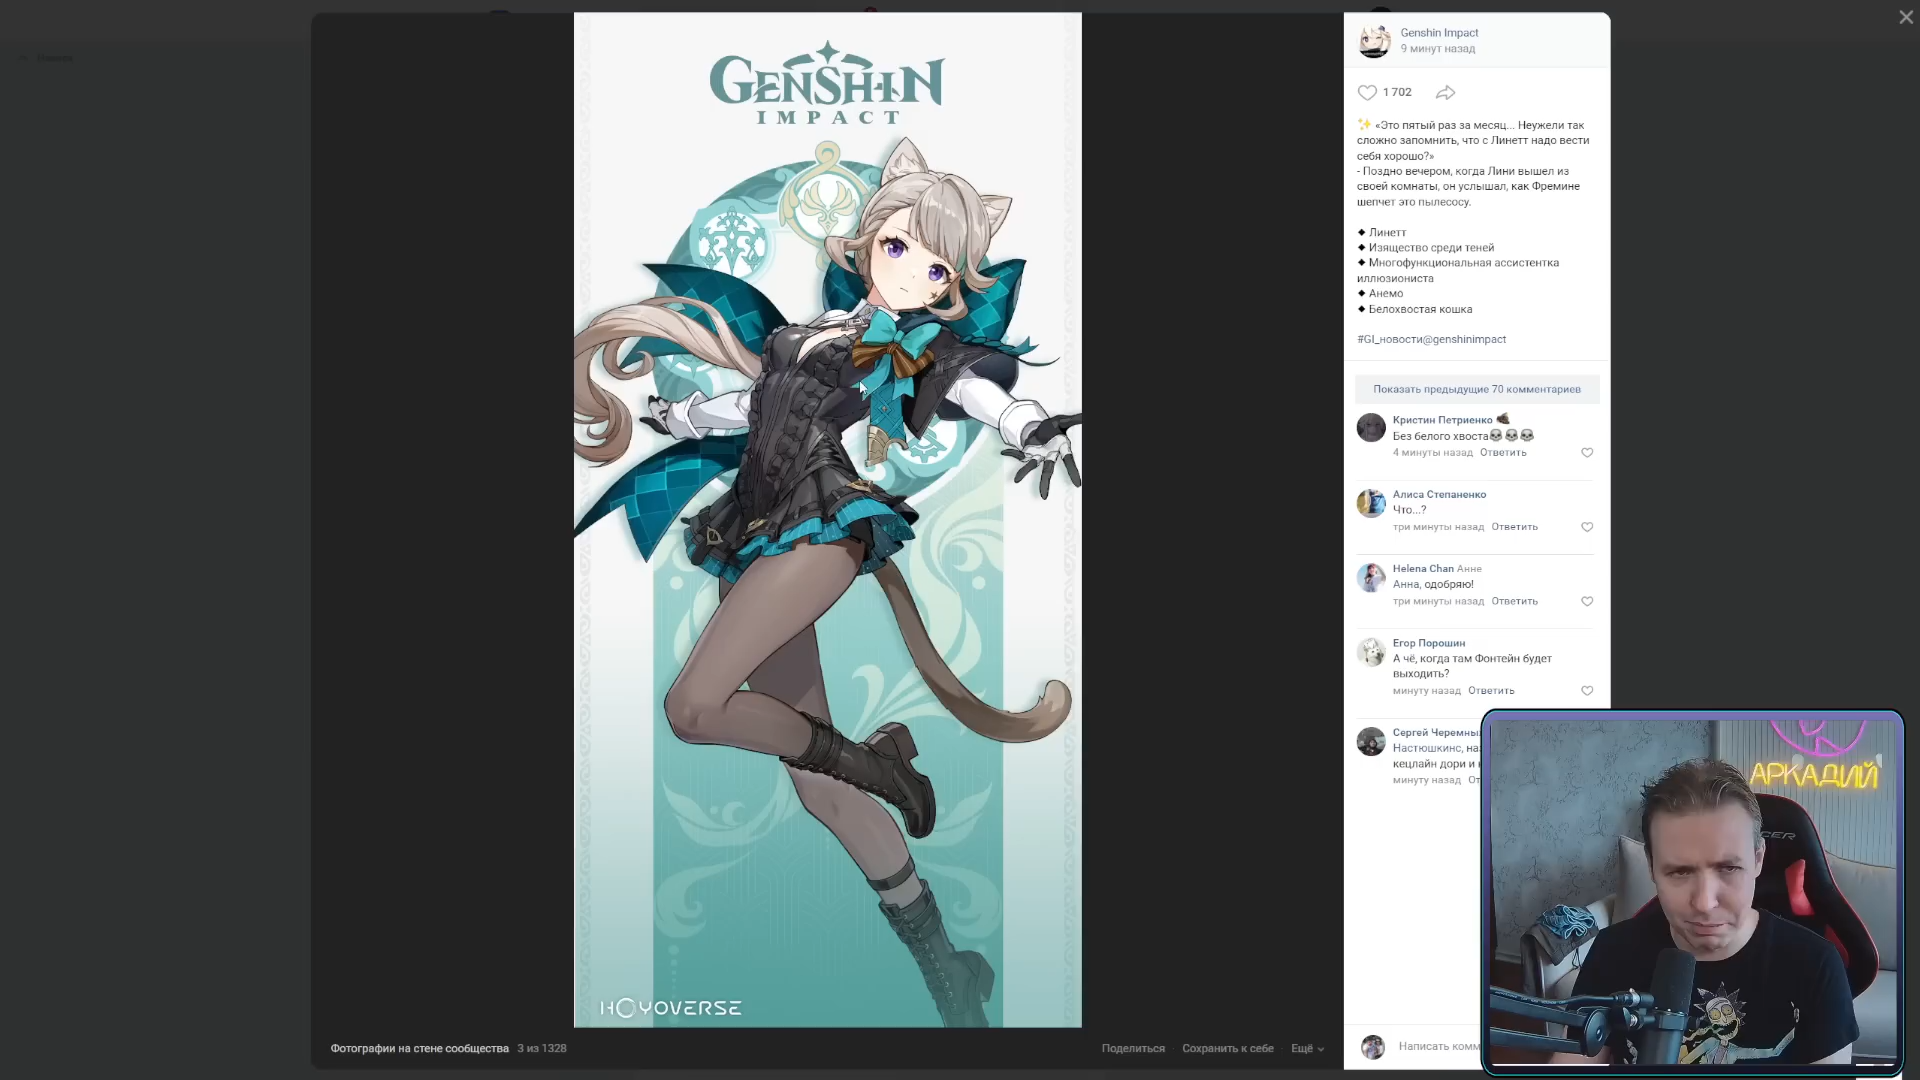 GENSHIN
IMPACT
HOYOVERSE
Фотографии на стене сообщества 3 из 1328
Поделиться · Сохранить к себе · Ещё
Genshin Impact
9 минут назад
1 702
✨ «Это пятый раз за месяц... Неужели так
сложно запомнить, что с Линетт надо вести
себя хорошо?»
- Поздно вечером, когда Лини вышел из
своей комнаты, он услышал, как Фремине
шепчет это пылесосу.
◆ Линетт
◆ Изящество среди теней
◆ Многофункциональная ассистентка
иллюзиониста
◆ Анемо
◆ Белохвостая кошка
#GI_новости@genshinimpact
Показать предыдущие 70 комментариев
Кристин Петриенко
Без белого хвоста💀💀💀
4 минуты назад Ответить
Алиса Степаненко
Что...?
три минуты назад Ответить
Helena Chan Анне
Анна, одобряю!
три минуты назад Ответить
Егор Порошин
А чё, когда там Фонтейн будет
выходить?
минуту назад Ответить
Сергей Черемны
Настюшкинс, на
кецлайн дори и
минуту назад От
Написать комм
АРКАДИЙ